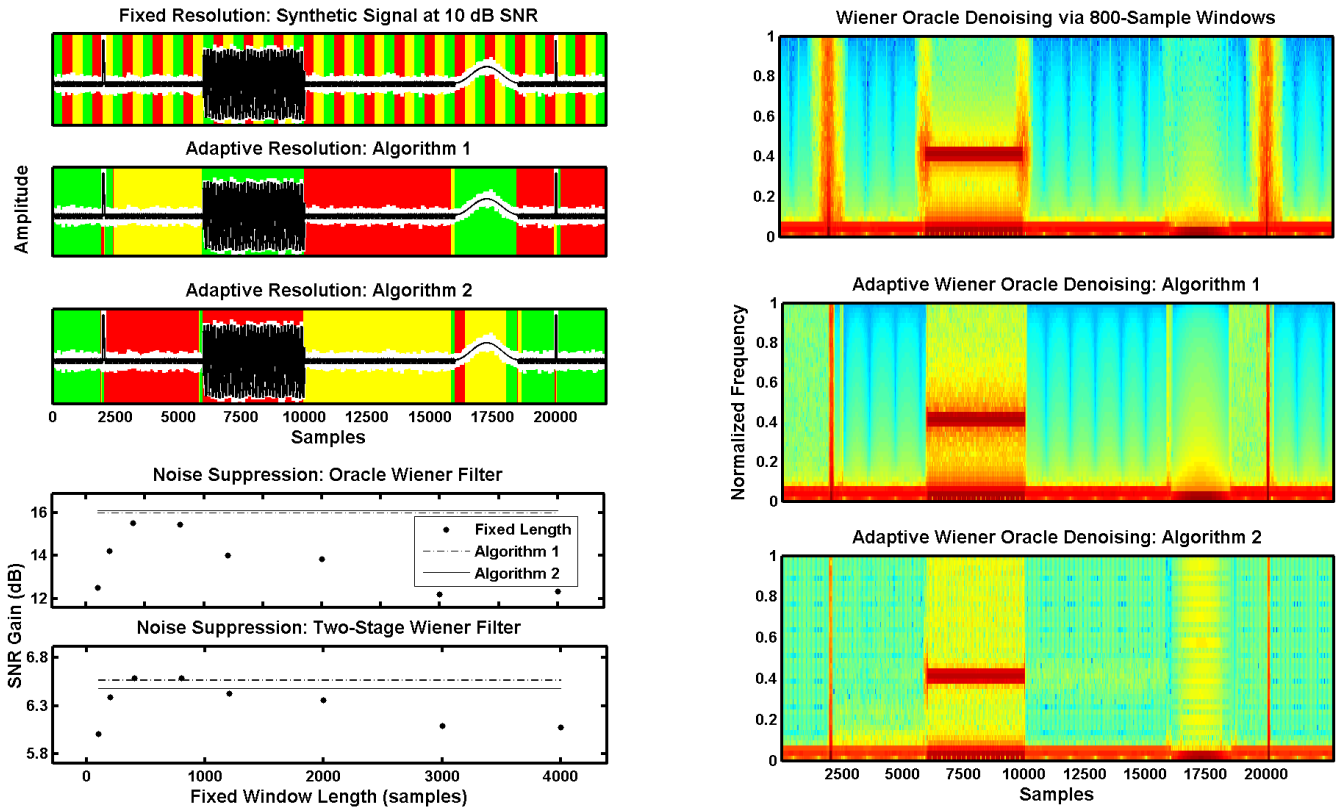 Fixed Resolution: Synthetic Signal at 10 dB SNR
Adaptive Resolution: Algorithm 1
Amplitude
Adaptive Resolution: Algorithm 2
0 2500 5000 7500 10000 12500 15000 17500 20000
Samples
Noise Suppression: Oracle Wiener Filter
16
14
12
Fixed Length
Algorithm 1
Algorithm 2
SNR Gain (dB)
Noise Suppression: Two-Stage Wiener Filter
6.8
6.3
5.8
0 1000 2000 3000 4000
Fixed Window Length (samples)
Wiener Oracle Denoising via 800-Sample Windows
1
0.8
0.6
0.4
0.2
0
Adaptive Wiener Oracle Denoising: Algorithm 1
1
0.8
0.6
0.4
0.2
0
Normalized Frequency
Adaptive Wiener Oracle Denoising: Algorithm 2
1
0.8
0.6
0.4
0.2
0
2500 5000 7500 10000 12500 15000 17500 20000
Samples